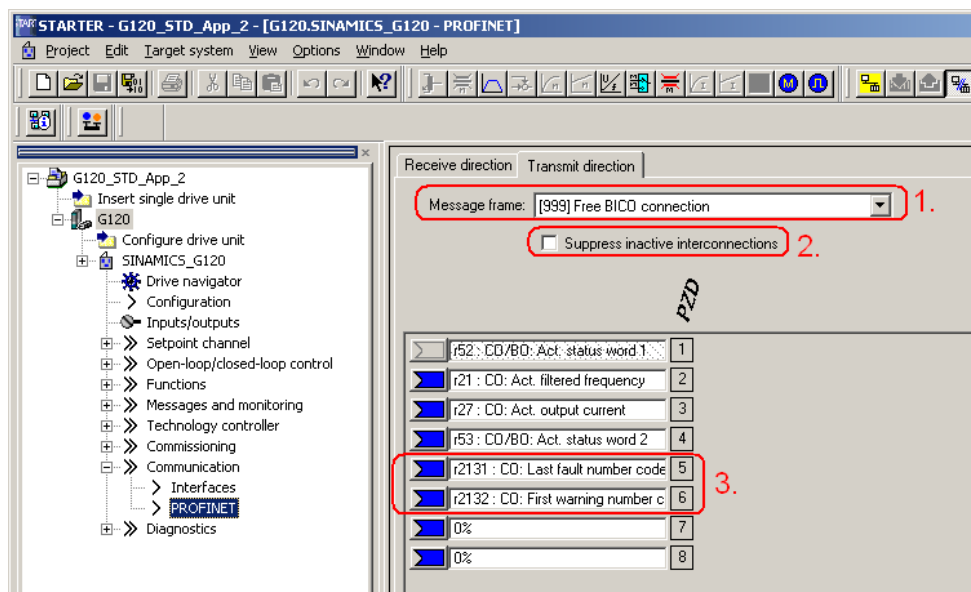 STARTER - G120_STD_App_2 - [G120.SINAMICS_G120 - PROFINET]
Project Edit Target system View Options Window Help
Receive direction Transmit direction
G120_STD_App_2
Insert single drive unit
G120
Configure drive unit
SINAMICS_G120
Drive navigator
Configuration
Inputs/outputs
Setpoint channel
Open-loop/closed-loop control
Functions
Messages and monitoring
Technology controller
Commissioning
Communication
Interfaces
PROFINET
Diagnostics
Message frame: [999] Free BICO connection 1.
Suppress inactive interconnections 2.
PZD
r52 : CO/BO: Act. status word 1 1
r21 : CO: Act. filtered frequency 2
r27 : CO: Act. output current 3
r53 : CO/BO: Act. status word 2 4
r2131 : CO: Last fault number code 5
r2132 : CO: First warning number c 6
3.
0% 7
0% 8